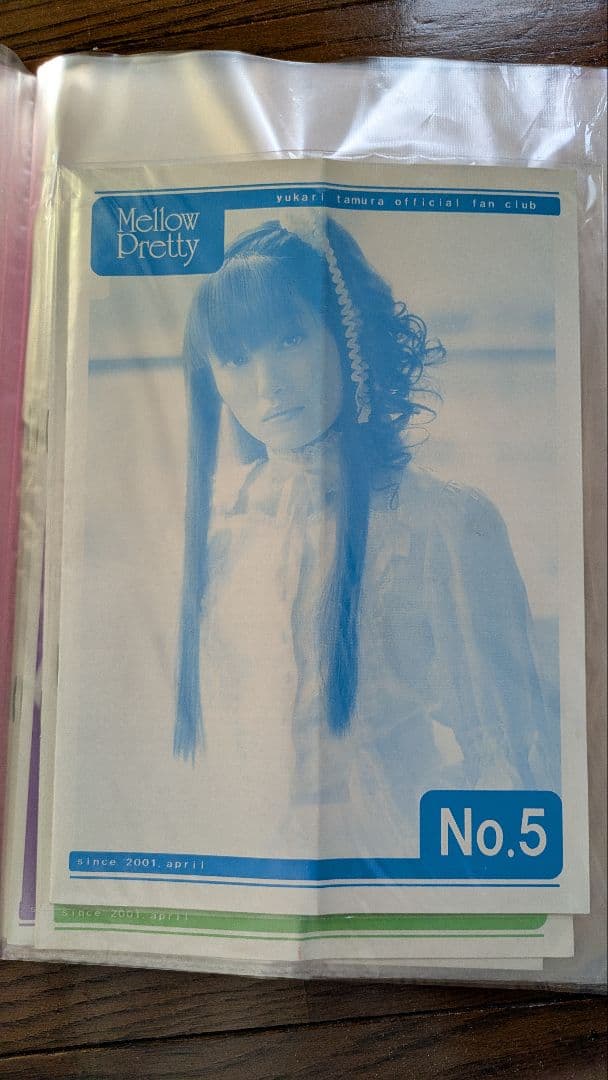 yukari tamura official fan club
Mellow
Pretty
No.5
since 2001.april
since 2001.april